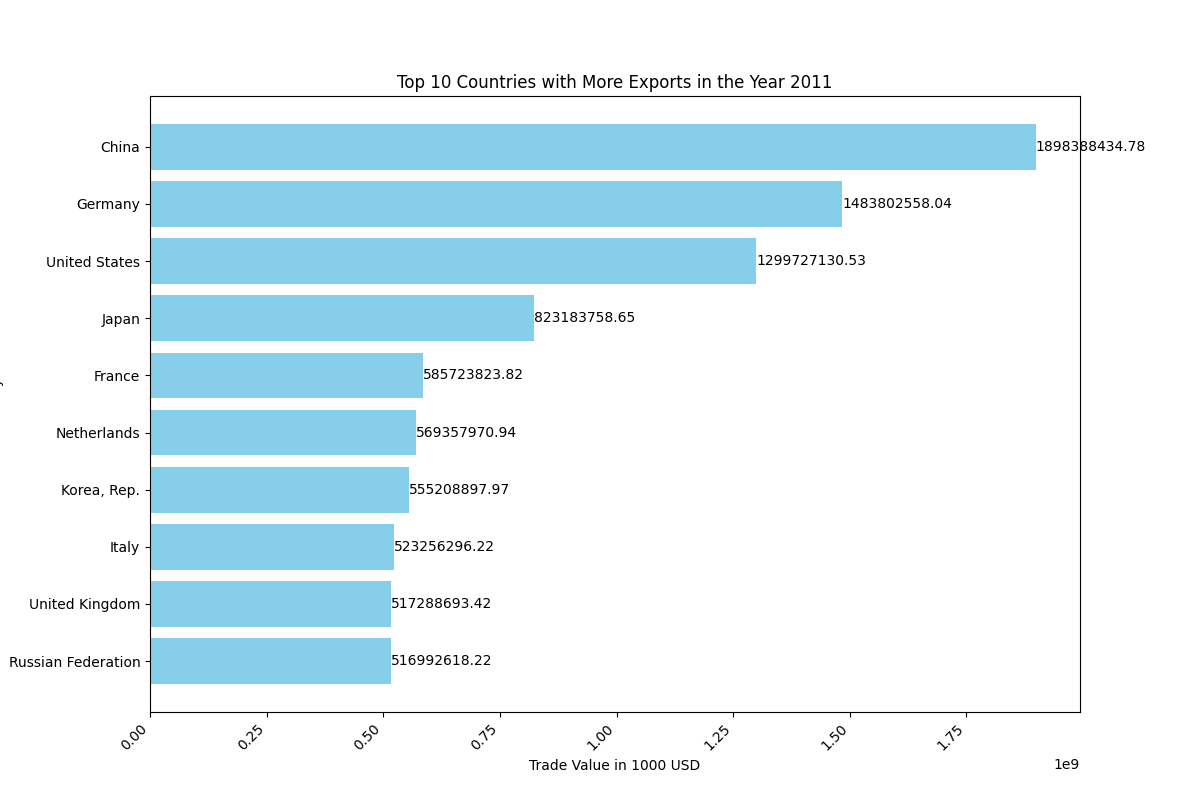 Top 10 Countries with More Exports in the Year 2011
China 1898388434.78
Germany 1483802558.04
United States 1299727130.53
Japan 823183758.65
France 585723823.82
Netherlands 569357970.94
Korea, Rep. 555208897.97
Italy 523256296.22
United Kingdom 517288693.42
Russian Federation 516992618.22
0.00 0.25 0.50 0.75 1.00 1.25 1.50 1.75
Trade Value in 1000 USD
1e9